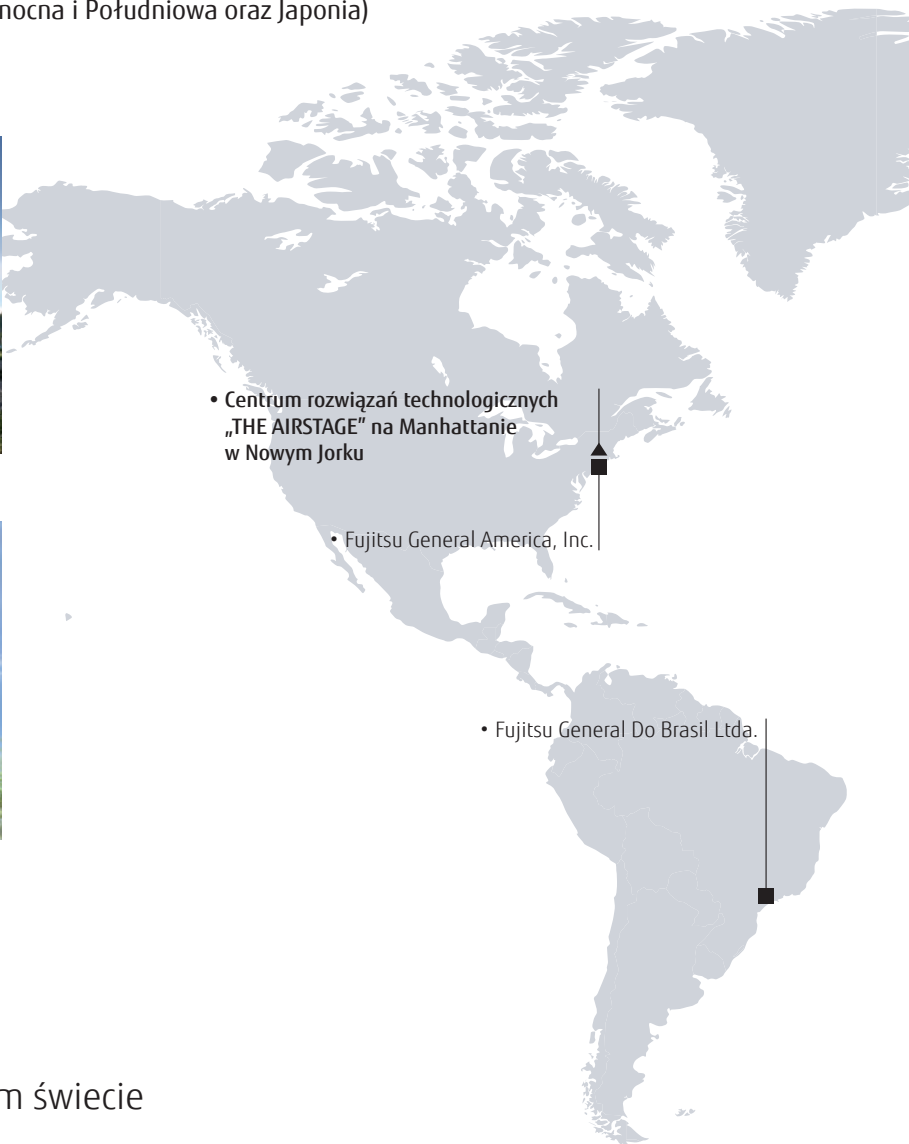 nocna i Południowa oraz Japonia)
• Centrum rozwiązań technologicznych
„THE AIRSTAGE” na Manhattanie
w Nowym Jorku
• Fujitsu General America, Inc.
• Fujitsu General Do Brasil Ltda.
m świecie